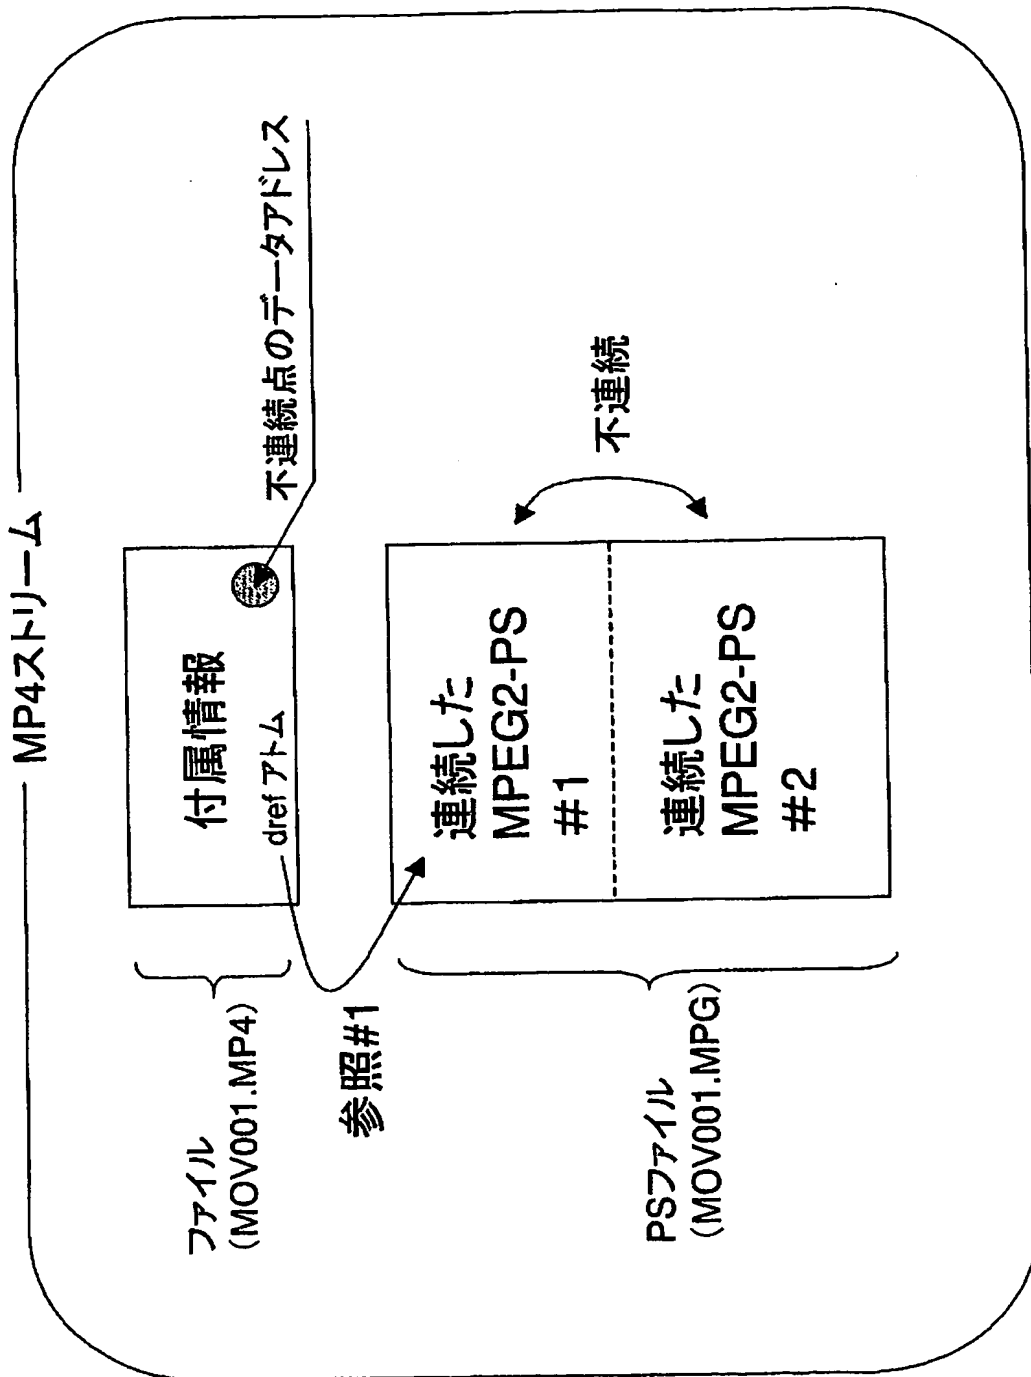 MP4ストリーム
ファイル
(MOV001.MP4)
付属情報
dref アトム
不連続点のデータアドレス
参照#1
PSファイル
(MOV001.MPG)
連続した
MPEG2-PS
#1
連続した
MPEG2-PS
#2
不連続